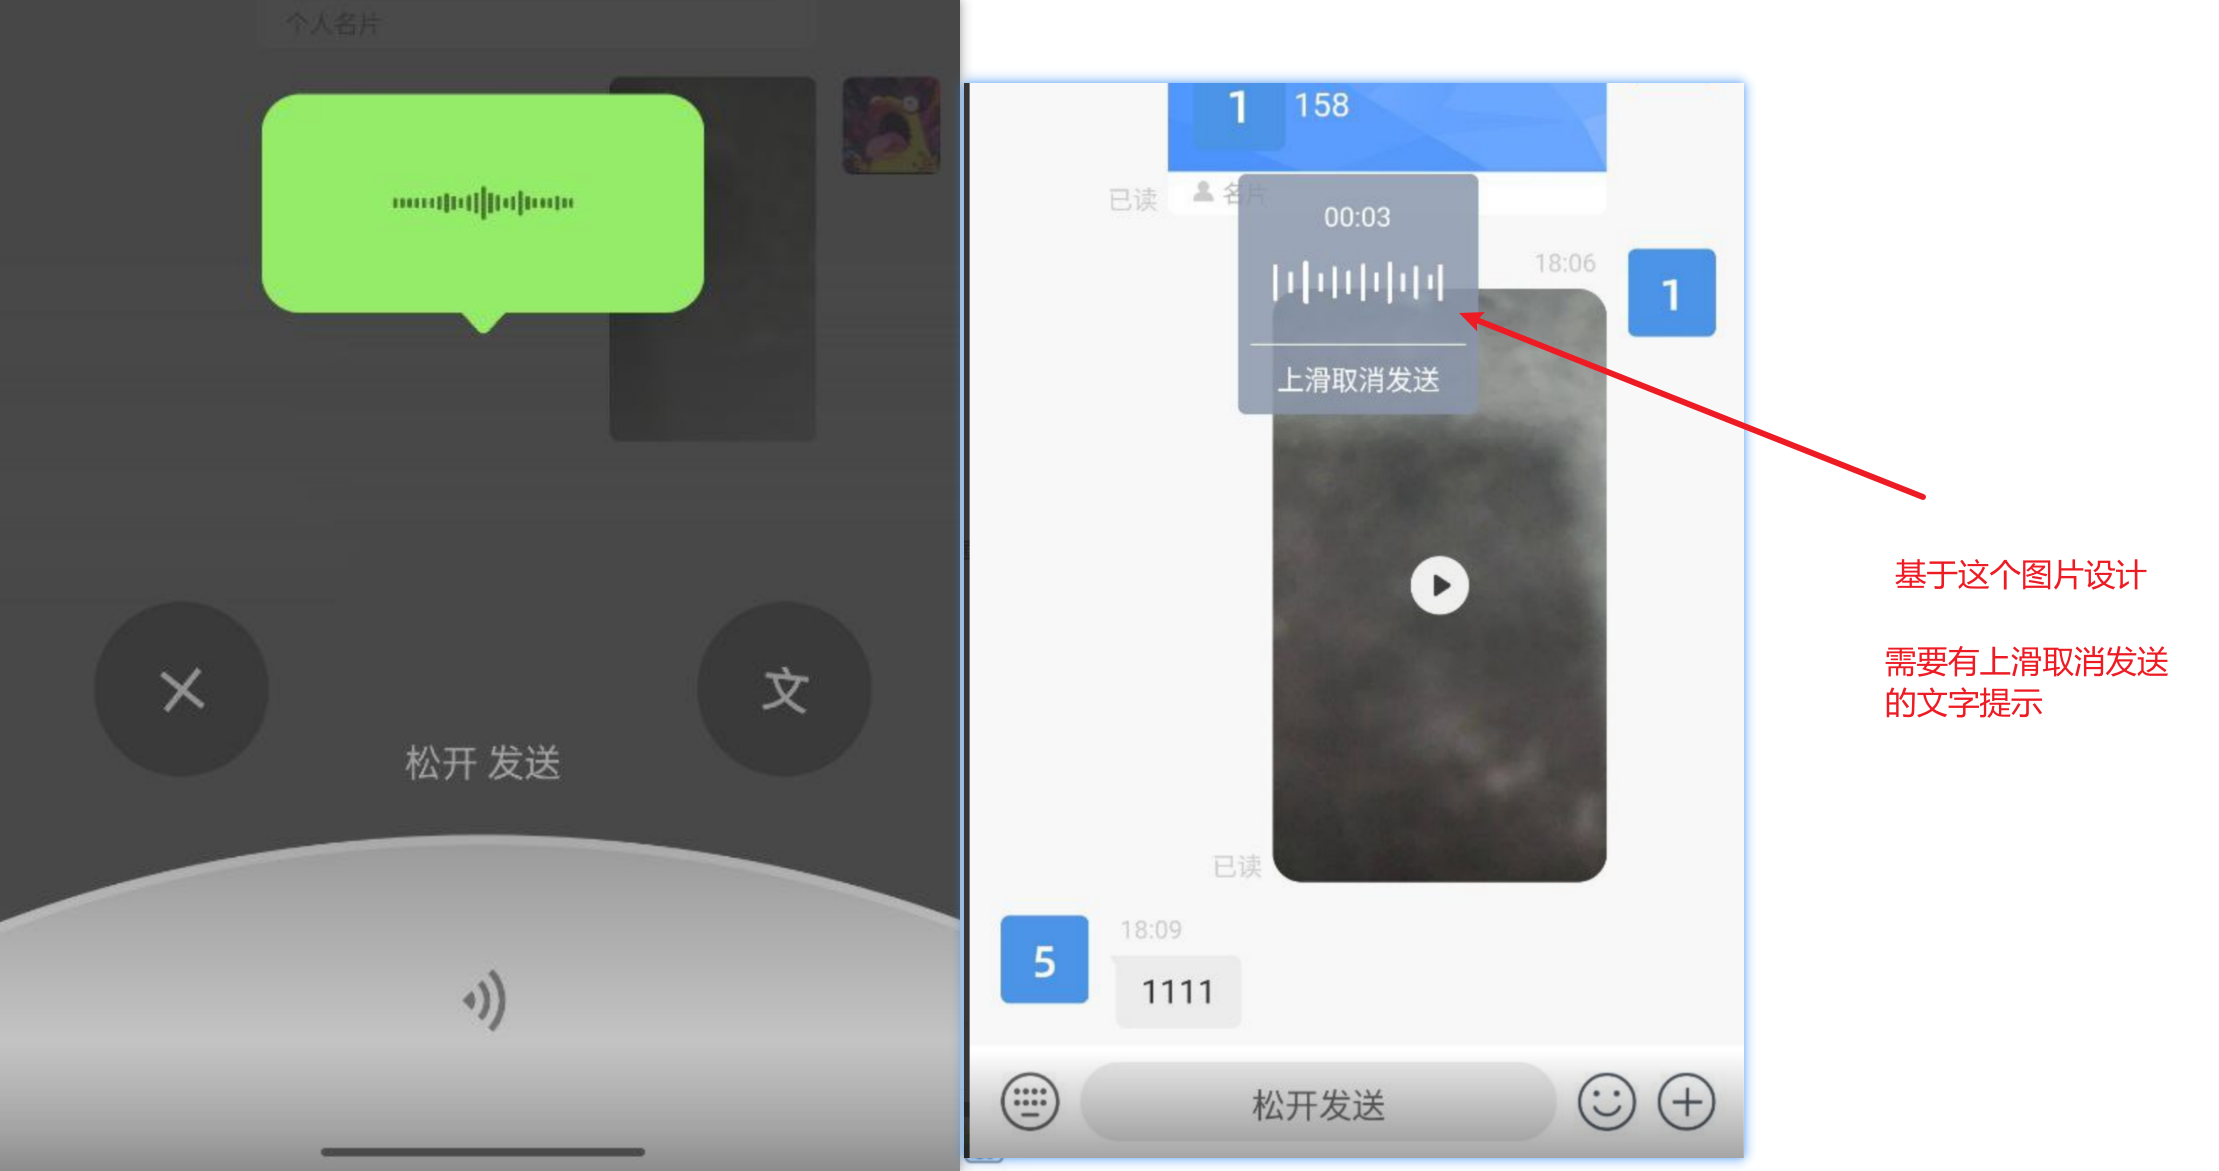 个人名片
文
松开 发送
1 158
已读
名片
00:03
上滑取消发送
18:06
1
已读
18:09
5
1111
松开发送
基于这个图片设计
需要有上滑取消发送
的文字提示